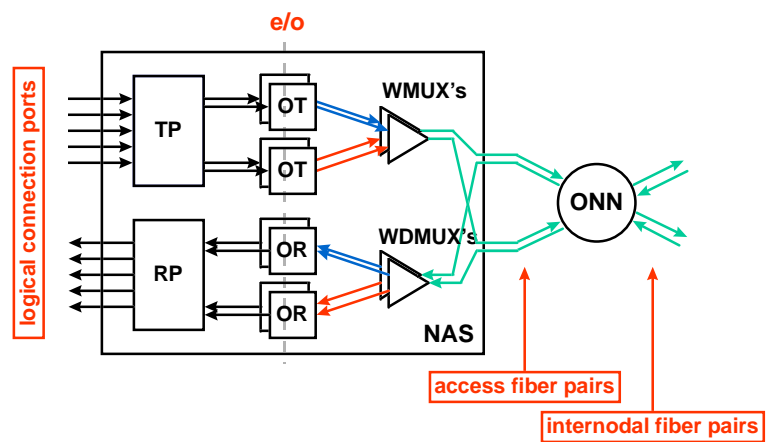 e/o
logical connection ports
WMUX's
TP
OT
OT
ONN
WDMUX's
RP
OR
OR
NAS
access fiber pairs
internodal fiber pairs